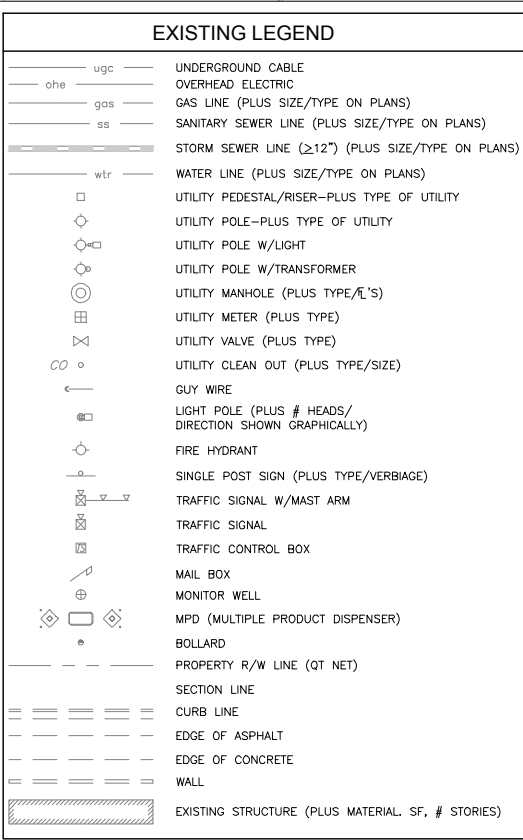 EXISTING LEGEND
ugc UNDERGROUND CABLE
ohe OVERHEAD ELECTRIC
gas GAS LINE (PLUS SIZE/TYPE ON PLANS)
ss SANITARY SEWER LINE (PLUS SIZE/TYPE ON PLANS)
STORM SEWER LINE (≥12") (PLUS SIZE/TYPE ON PLANS)
wtr WATER LINE (PLUS SIZE/TYPE ON PLANS)
UTILITY PEDESTAL/RISER–PLUS TYPE OF UTILITY
UTILITY POLE–PLUS TYPE OF UTILITY
UTILITY POLE W/LIGHT
UTILITY POLE W/TRANSFORMER
UTILITY MANHOLE (PLUS TYPE/FL'S)
UTILITY METER (PLUS TYPE)
UTILITY VALVE (PLUS TYPE)
CO UTILITY CLEAN OUT (PLUS TYPE/SIZE)
GUY WIRE
LIGHT POLE (PLUS # HEADS/
DIRECTION SHOWN GRAPHICALLY)
FIRE HYDRANT
SINGLE POST SIGN (PLUS TYPE/VERBIAGE)
TRAFFIC SIGNAL W/MAST ARM
TRAFFIC SIGNAL
TRAFFIC CONTROL BOX
MAIL BOX
MONITOR WELL
MPD (MULTIPLE PRODUCT DISPENSER)
BOLLARD
PROPERTY R/W LINE (QT NET)
SECTION LINE
CURB LINE
EDGE OF ASPHALT
EDGE OF CONCRETE
WALL
EXISTING STRUCTURE (PLUS MATERIAL. SF, # STORIES)